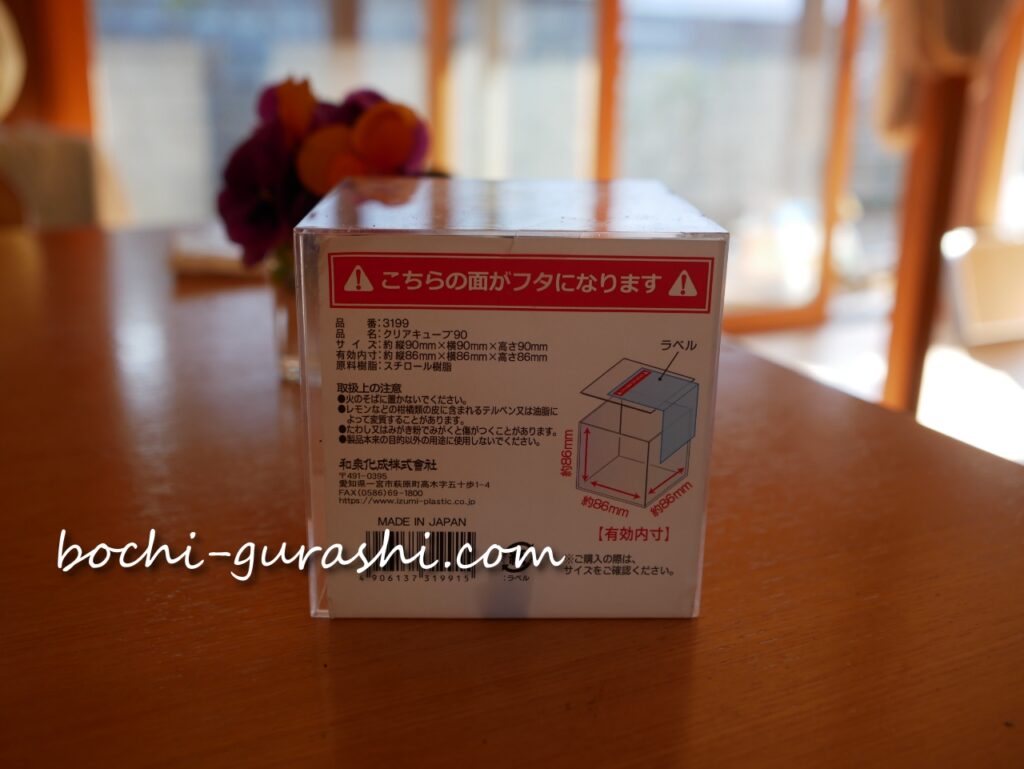 こちらの面がフタになります
品　　番：3199
品　　名：クリアキューブ90
サ イ ズ：約 縦90mm×横90mm×高さ90mm
有効内寸：約 縦86mm×横86mm×高さ86mm
原料樹脂：スチロール樹脂
ラベル
取扱上の注意
●火のそばに置かないでください。
●レモンなどの柑橘類の皮に含まれるテルペン又は油脂に
よって変質することがあります。
●たわし又はみがき粉でみがくと傷がつくことがあります。
●製品本来の目的以外の用途に使用しないでください。
約86mm
約86mm
約86mm
【有効内寸】
和泉化成株式會社
〒491-0395
愛知県一宮市萩原町高木字五十歩1-4
FAX(0586)69-1800
https://www.izumi-plastic.co.jp
MADE IN JAPAN
bochi-gurashi.com
※ご購入の際は、
サイズをご確認ください。
4 906137 319915
：ラベル